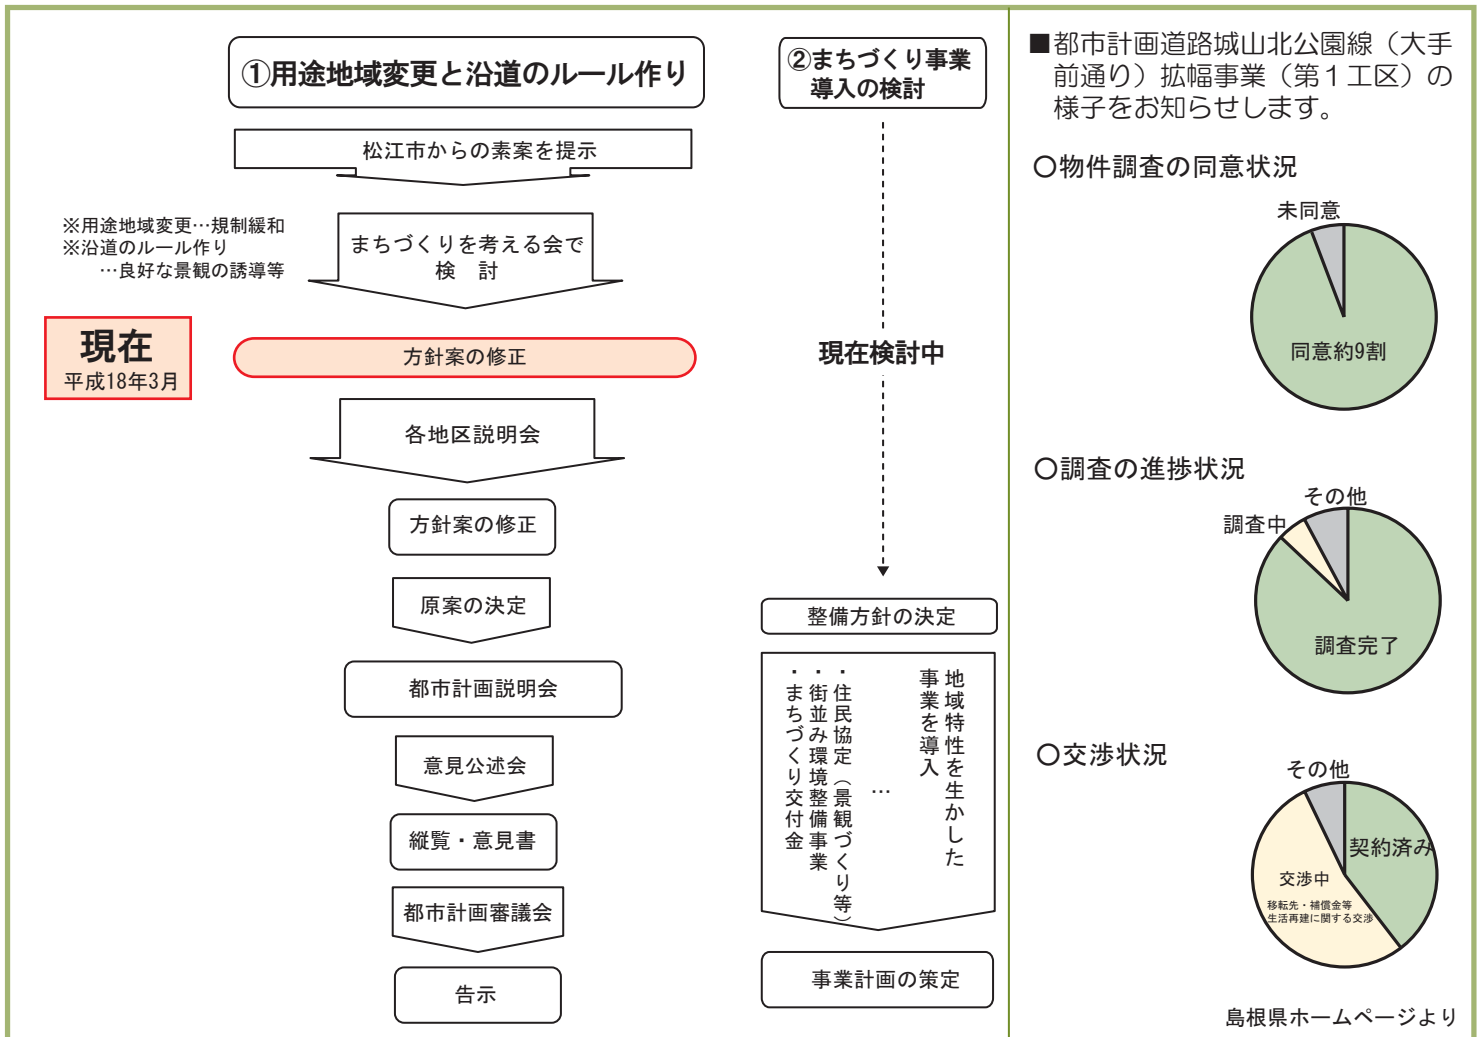 ①用途地域変更と沿道のルール作り
松江市からの素案を提示
※用途地域変更…規制緩和
※沿道のルール作り
…良好な景観の誘導等
まちづくりを考える会で
検　討
現在
平成18年3月
方針案の修正
各地区説明会
方針案の修正
原案の決定
都市計画説明会
意見公述会
縦覧・意見書
都市計画審議会
告示
②まちづくり事業
導入の検討
現在検討中
整備方針の決定
地域特性を生かした
事業を導入
…
・住民協定（景観づくり等）
・街並み環境整備事業
・まちづくり交付金
事業計画の策定
■都市計画道路城山北公園線（大手
前通り）拡幅事業（第１工区）の
様子をお知らせします。
〇物件調査の同意状況
未同意
同意約9割
〇調査の進捗状況
その他
調査中
調査完了
〇交渉状況
その他
契約済み
交渉中
移転先・補償金等
生活再建に関する交渉
島根県ホームページより